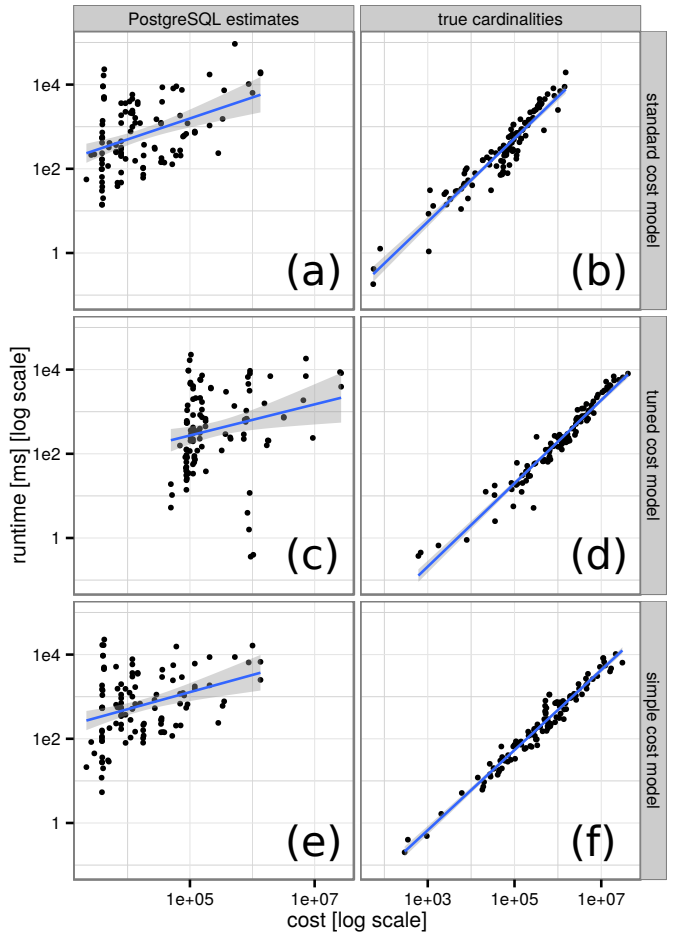 PostgreSQL estimates
true cardinalities
1e4
1e2
1
(a)
(b)
standard cost model
1e4
1e2
1
(c)
(d)
tuned cost model
runtime [ms] [log scale]
1e4
1e2
1
(e)
(f)
simple cost model
1e+05
1e+07
1e+03
1e+05
1e+07
cost [log scale]